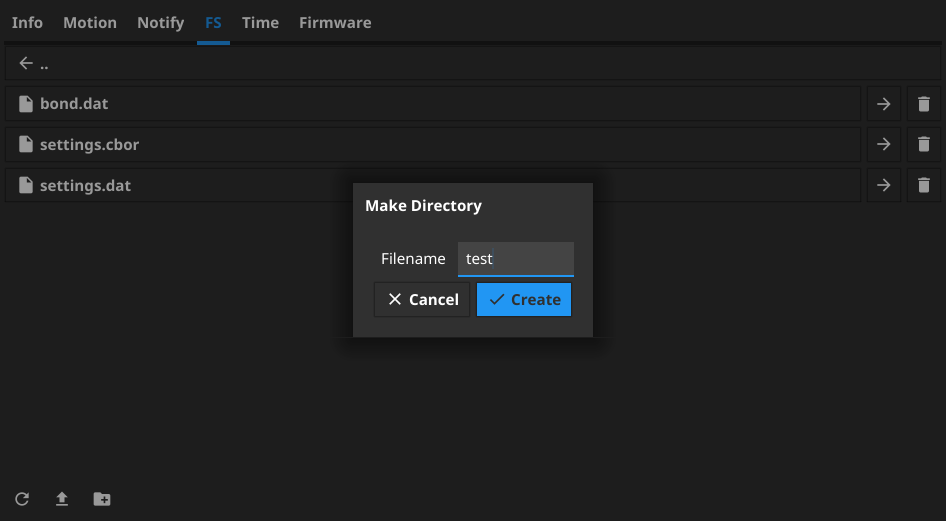 Info Motion Notify FS Time Firmware
..
bond.dat
settings.cbor
settings.dat
Make Directory
Filename test
Cancel Create